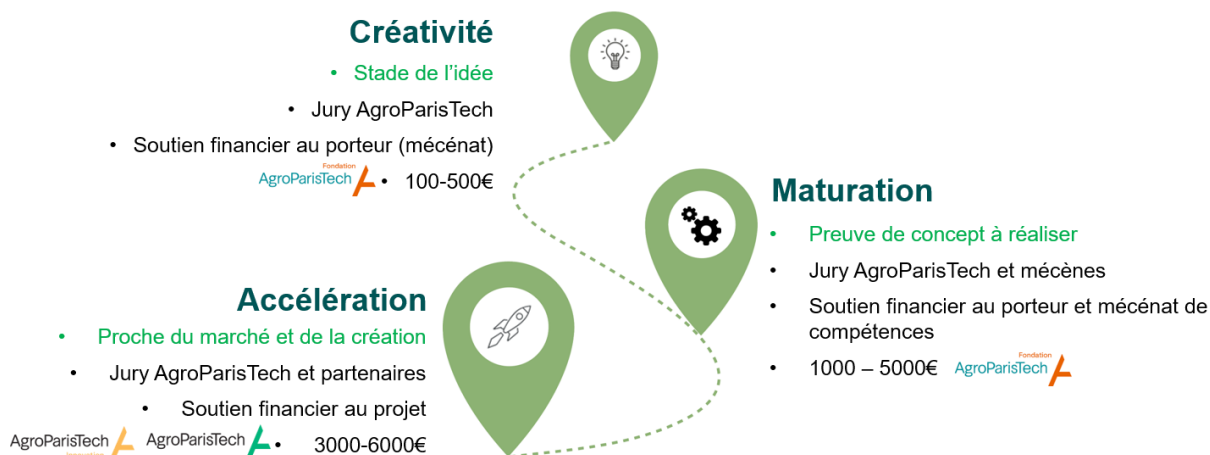 Créativité
• Stade de l’idée
• Jury AgroParisTech
• Soutien financier au porteur (mécénat)
Fondation
AgroParisTech
• 100-500€
Maturation
• Preuve de concept à réaliser
• Jury AgroParisTech et mécènes
• Soutien financier au porteur et mécénat de
compétences
• 1000 – 5000€
Fondation
AgroParisTech
Accélération
• Proche du marché et de la création
• Jury AgroParisTech et partenaires
• Soutien financier au projet
AgroParisTech
AgroParisTech
• 3000-6000€